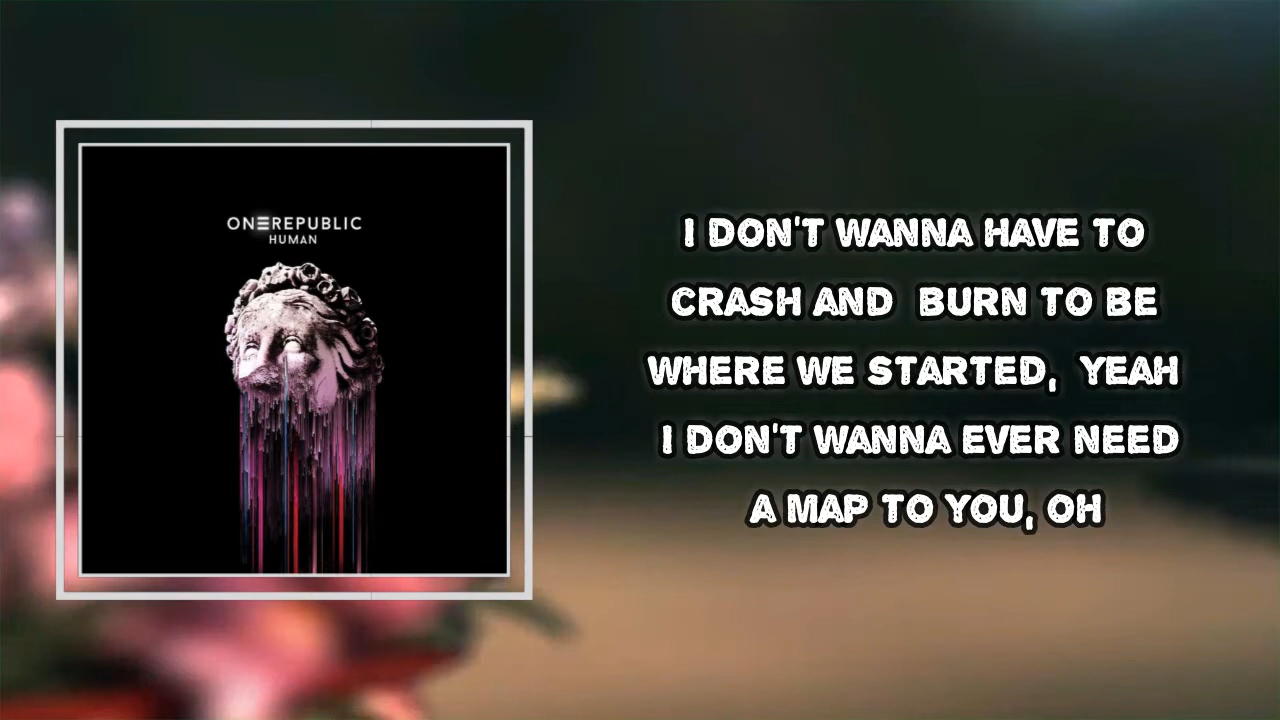 ONEREPUBLIC
HUMAN
I DON'T WANNA HAVE TO
CRASH AND BURN TO BE
WHERE WE STARTED, YEAH
I DON'T WANNA EVER NEED
A MAP TO YOU, OH